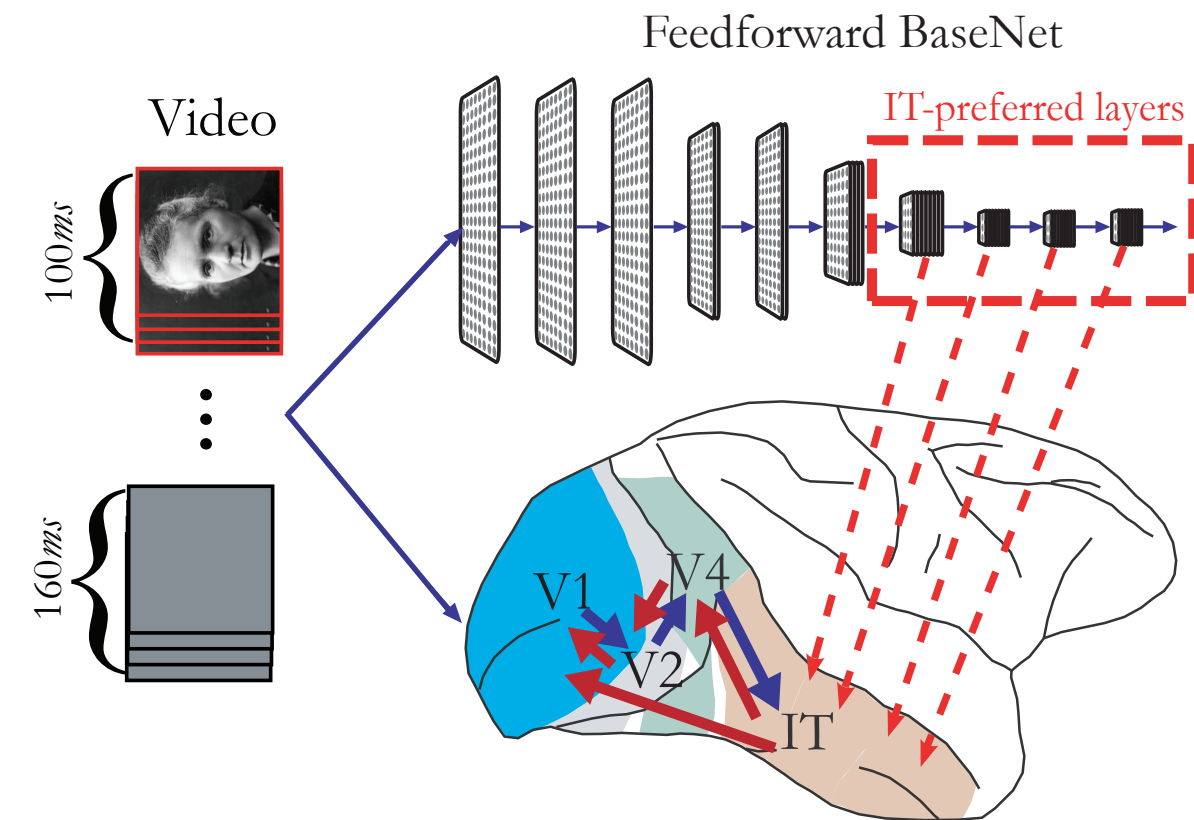 Feedforward BaseNet
Video
IT-preferred layers
100ms
160ms
V1
V4
V2
IT